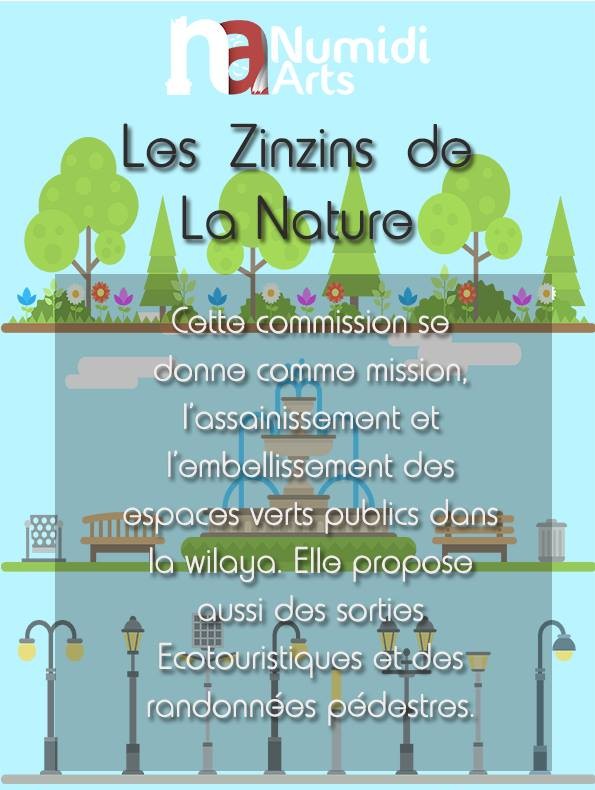 na Numidi
Arts
Les Zinzins de
La Nature
Cette commission se
donne comme mission,
l'assainissement et
l'embellissement des
espaces verts publics dans
la wilaya. Elle propose
aussi des sorties
Ecotouristiques et des
randonnées pédestres.